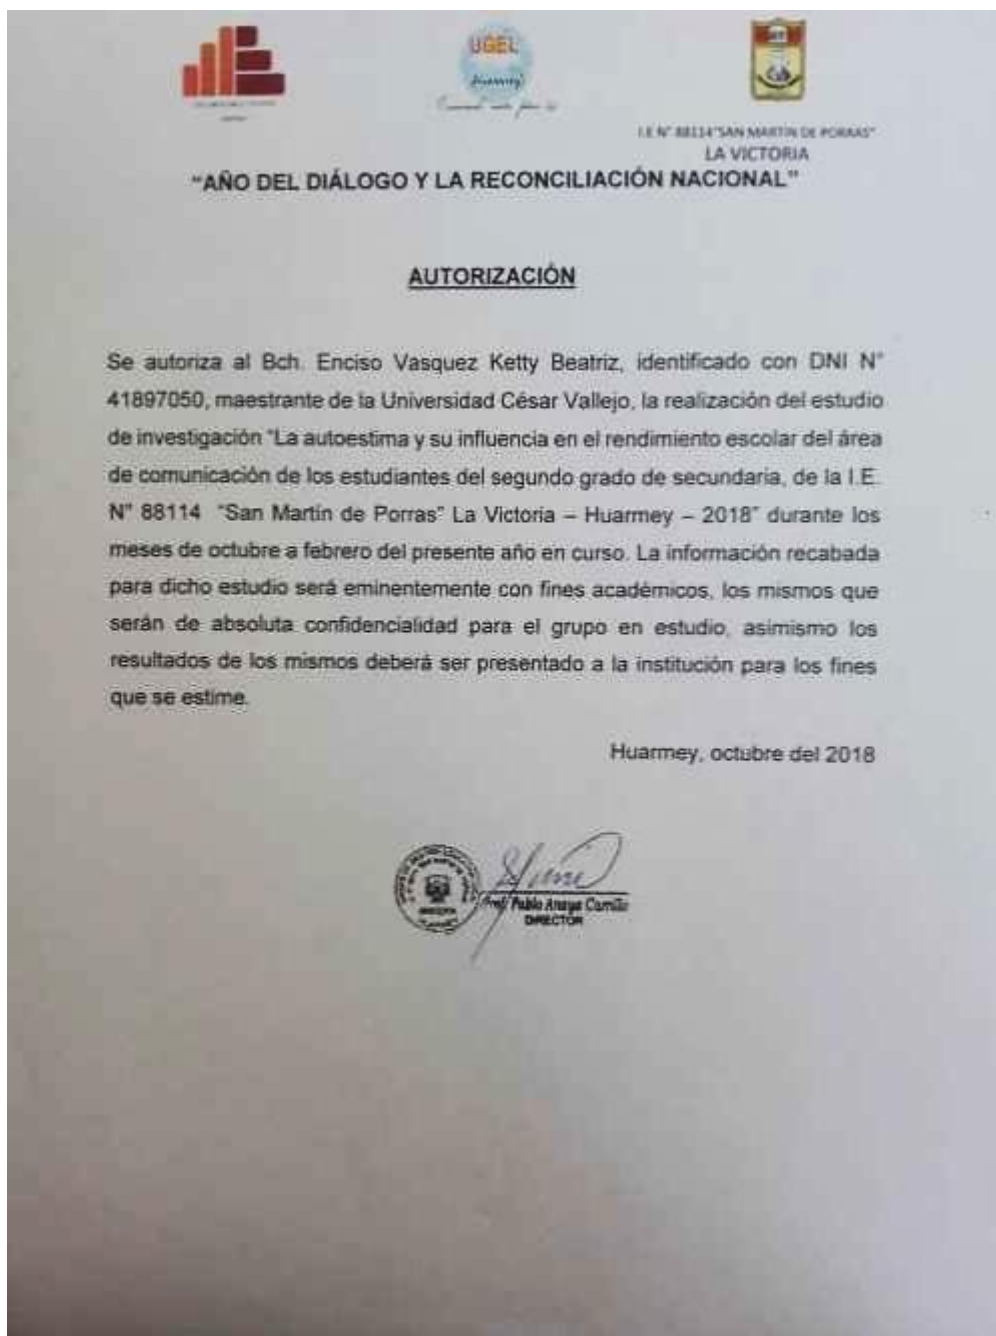 UGEL
Huarmey
I.E N° 88114"SAN MARTÍN DE PORAAS"
LA VICTORIA
"AÑO DEL DIÁLOGO Y LA RECONCILIACIÓN NACIONAL"
AUTORIZACIÓN
Se autoriza al Bch. Enciso Vasquez Ketty Beatriz, identificado con DNI N°
41897050, maestrante de la Universidad César Vallejo, la realización del estudio
de investigación "La autoestima y su influencia en el rendimiento escolar del área
de comunicación de los estudiantes del segundo grado de secundaria, de la I.E.
N° 88114 "San Martín de Porras" La Victoria – Huarmey – 2018" durante los
meses de octubre a febrero del presente año en curso. La información recabada
para dicho estudio será eminentemente con fines académicos, los mismos que
serán de absoluta confidencialidad para el grupo en estudio, asimismo los
resultados de los mismos deberá ser presentado a la institución para los fines
que se estime.
Huarmey, octubre del 2018
Prof. Pablo Anaya Carrillo
DIRECTOR